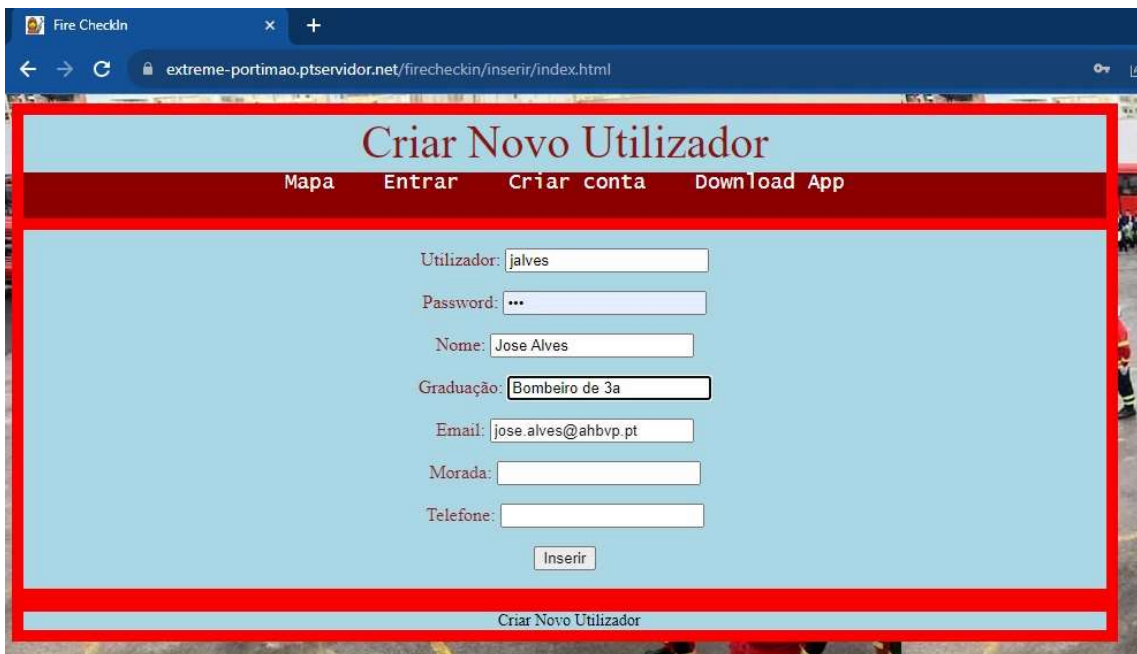 Fire CheckIn
extreme-portimao.ptservidor.net/firecheckin/inserir/index.html
Criar Novo Utilizador
Mapa Entrar Criar conta Download App
Utilizador: jalves
Password: •••
Nome: Jose Alves
Graduação: Bombeiro de 3a
Email: jose.alves@ahbvp.pt
Morada:
Telefone:
Inserir
Criar Novo Utilizador